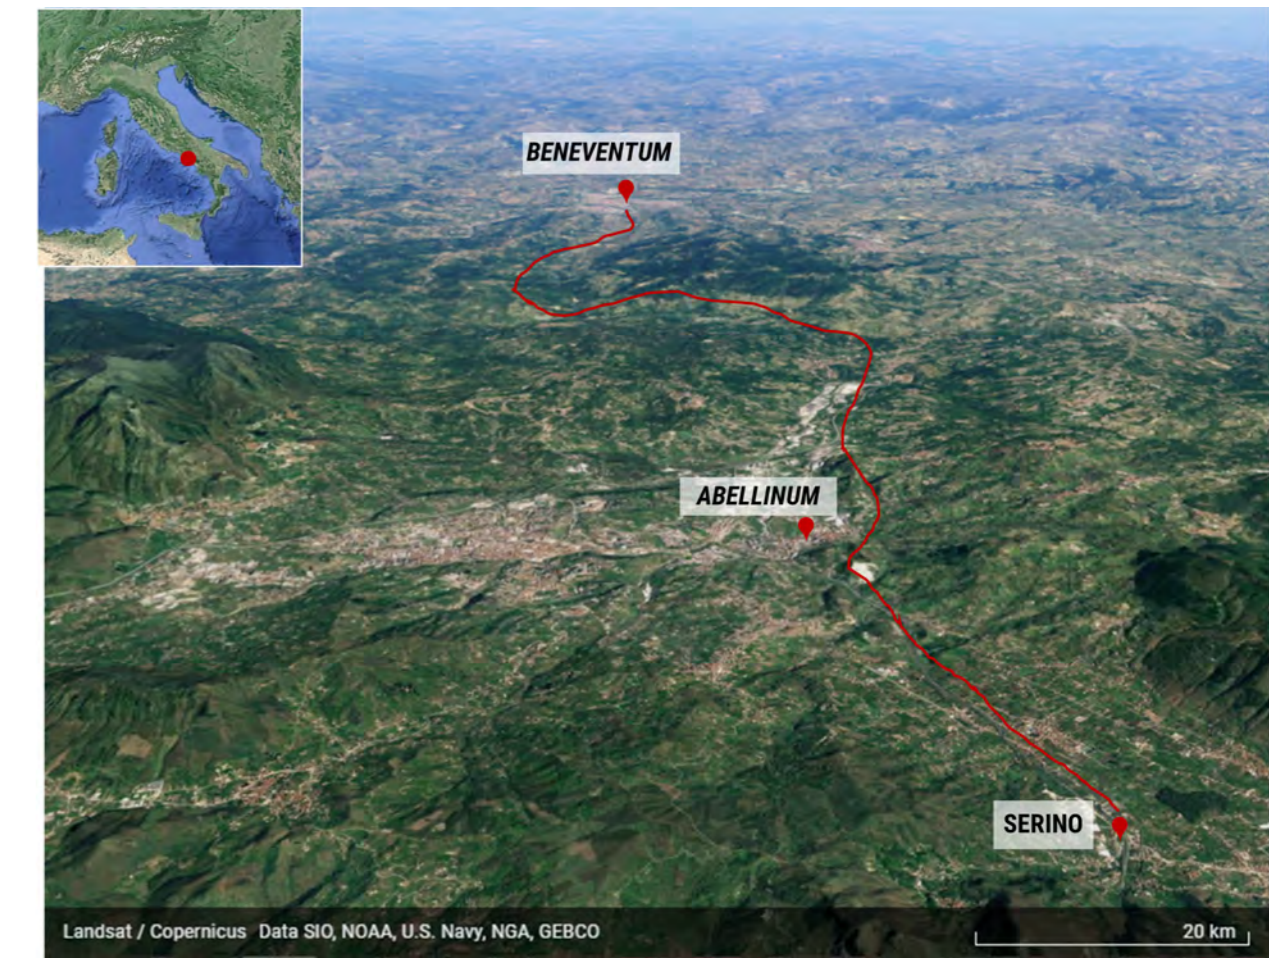 BENEVENTUM
ABELLINUM
SERINO
Landsat / Copernicus Data SIO, NOAA, U.S. Navy, NGA, GEBCO
20 km